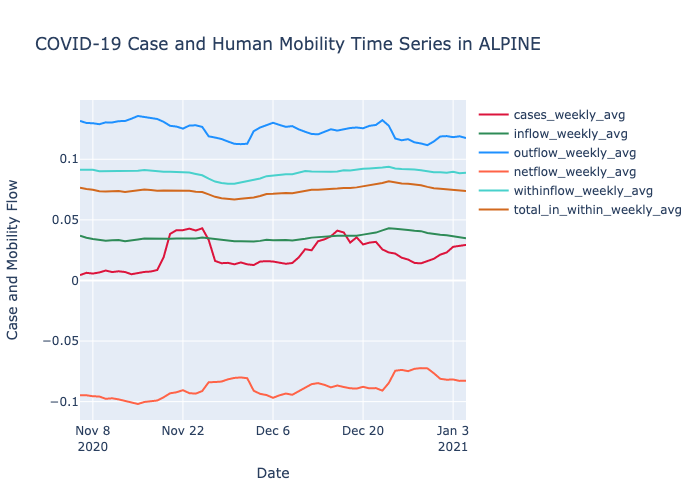 COVID-19 Case and Human Mobility Time Series in ALPINE
cases_weekly_avg
inflow_weekly_avg
outflow_weekly_avg
netflow_weekly_avg
withinflow_weekly_avg
total_in_within_weekly_avg
Case and Mobility Flow
0.1
0.05
0
−0.05
−0.1
Nov 8
2020
Nov 22
Dec 6
Dec 20
Jan 3
2021
Date